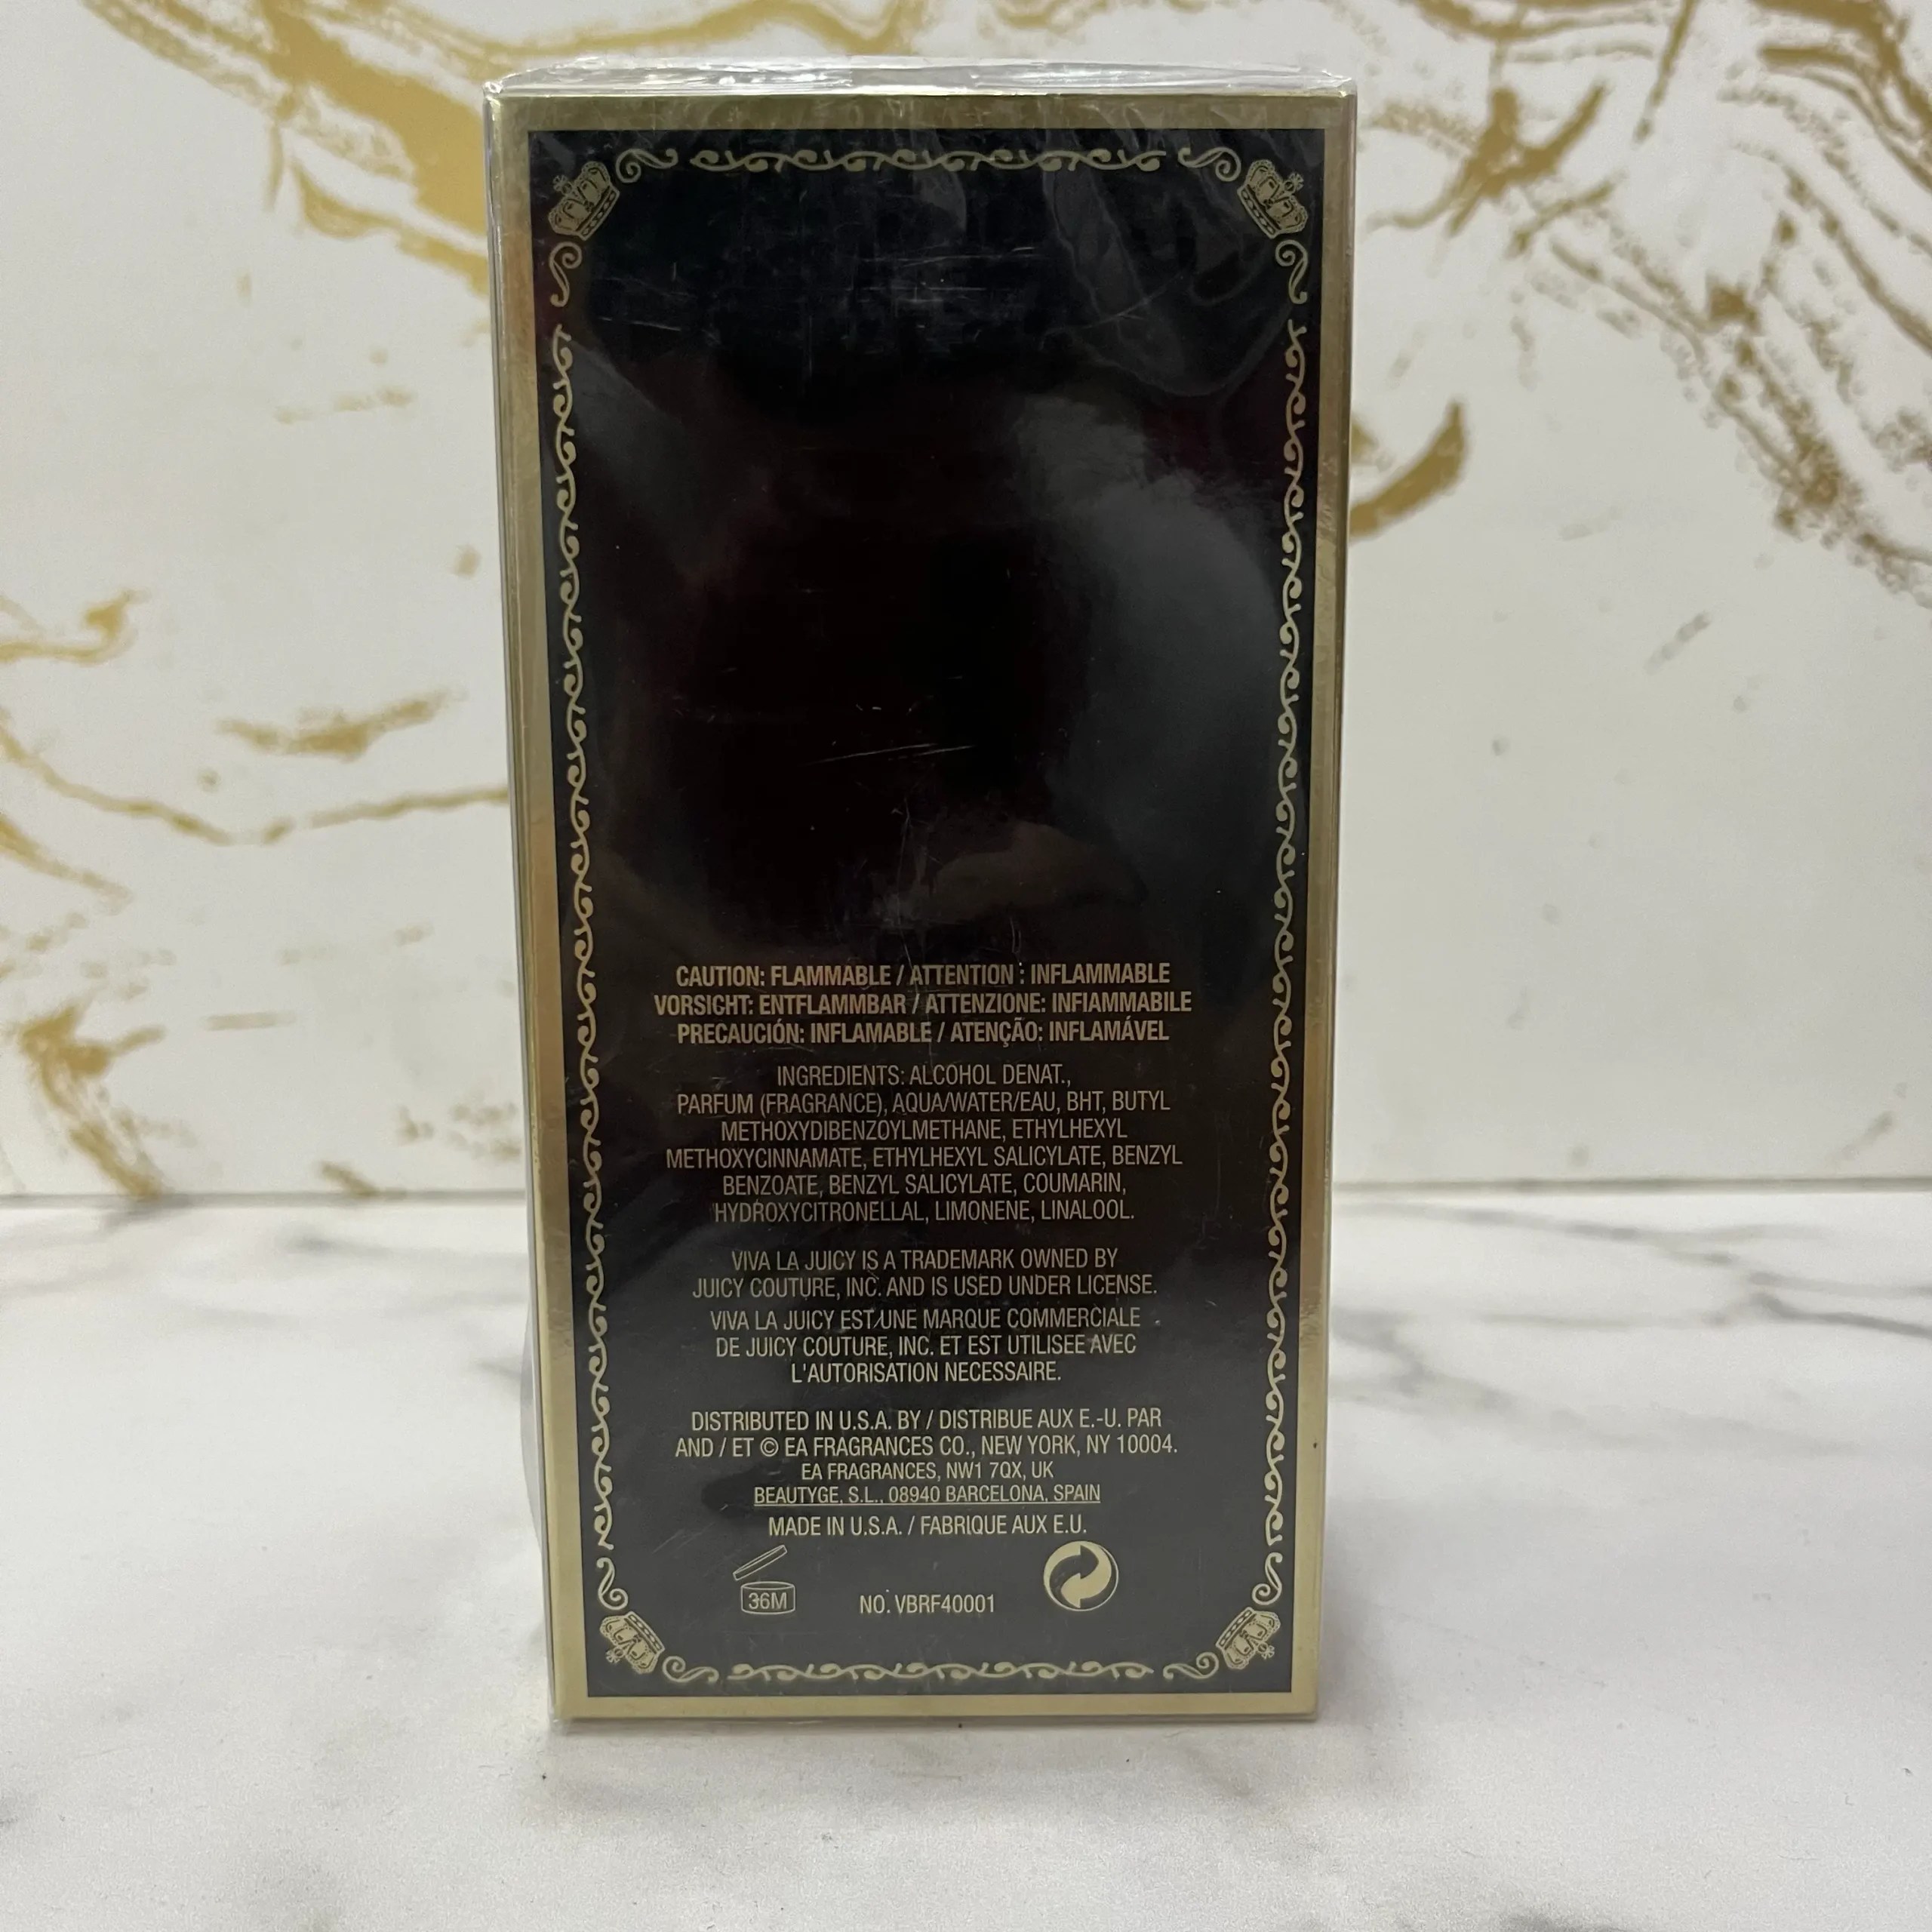 CAUTION: FLAMMABLE / ATTENTION : INFLAMMABLE
VORSICHT: ENTFLAMMBAR / ATTENZIONE: INFIAMMABILE
PRECAUCIÓN: INFLAMABLE / ATENÇÃO: INFLAMÁVEL
INGREDIENTS: ALCOHOL DENAT.,
PARFUM (FRAGRANCE), AQUA/WATER/EAU, BHT, BUTYL
METHOXYDIBENZOYLMETHANE, ETHYLHEXYL
METHOXYCINNAMATE, ETHYLHEXYL SALICYLATE, BENZYL
BENZOATE, BENZYL SALICYLATE, COUMARIN,
HYDROXYCITRONELLAL, LIMONENE, LINALOOL.
VIVA LA JUICY IS A TRADEMARK OWNED BY
JUICY COUTURE, INC. AND IS USED UNDER LICENSE.
VIVA LA JUICY EST UNE MARQUE COMMERCIALE
DE JUICY COUTURE, INC. ET EST UTILISEE AVEC
L'AUTORISATION NECESSAIRE.
DISTRIBUTED IN U.S.A. BY / DISTRIBUE AUX E.-U. PAR
AND / ET © EA FRAGRANCES CO., NEW YORK, NY 10004.
EA FRAGRANCES, NW1 7QX, UK
BEAUTYGE, S.L., 08940 BARCELONA, SPAIN
MADE IN U.S.A. / FABRIQUE AUX E.U.
36M NO. VBRF40001